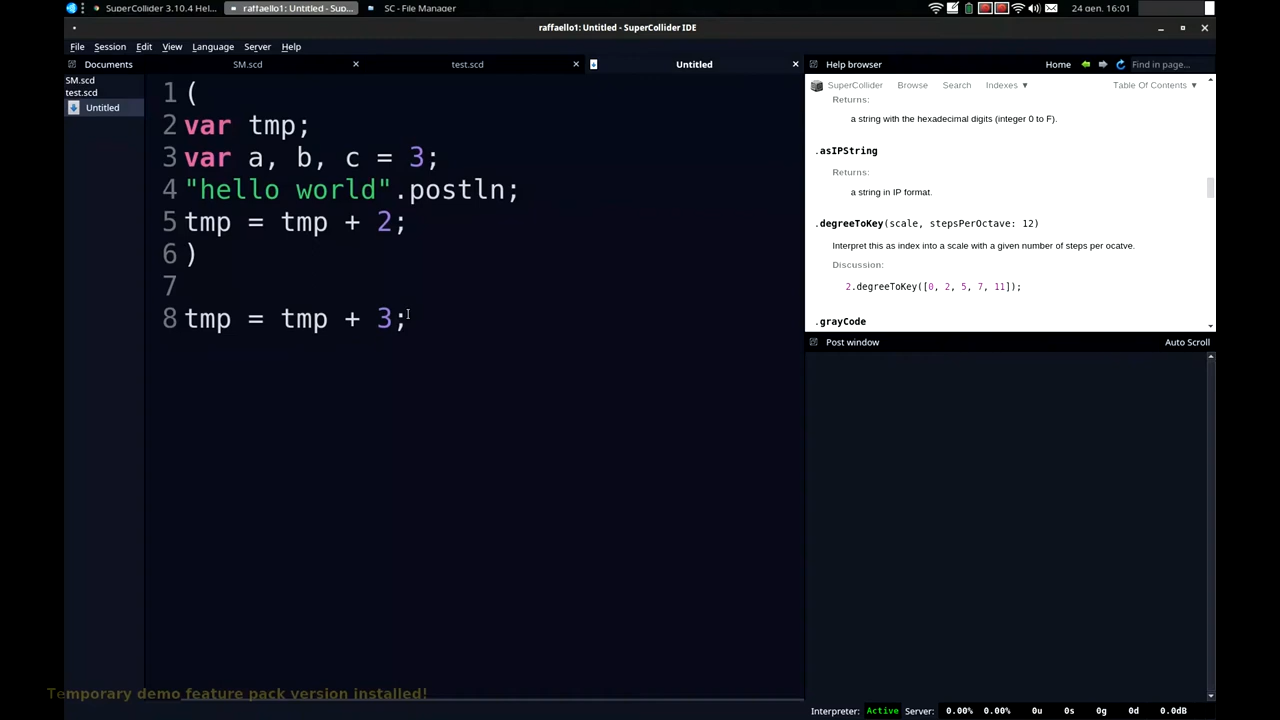 SuperCollider 3.10.4 Hel...
raffaello1: Untitled - Sup...
SC - File Manager
24 gen. 16:01
raffaello1: Untitled - SuperCollider IDE
File Session Edit View Language Server Help
Documents
SM.scd
test.scd
Untitled
SM.scd
test.scd
Untitled
1 (
2 var tmp;
3 var a, b, c = 3;
4 "hello world".postln;
5 tmp = tmp + 2;
6 )
7
8 tmp = tmp + 3;
Help browser
Home
Find in page...
SuperCollider Browse Search Indexes ▼ Table Of Contents ▼
Returns:
a string with the hexadecimal digits (integer 0 to F).
.asIPString
Returns:
a string in IP format.
.degreeToKey(scale, stepsPerOctave: 12)
Interpret this as index into a scale with a given number of steps per ocatve.
Discussion:
2.degreeToKey([0, 2, 5, 7, 11]);
.grayCode
Post window
Auto Scroll
Temporary demo feature pack version installed!
Interpreter: Active Server: 0.00% 0.00% 0u 0s 0g 0d 0.0dB